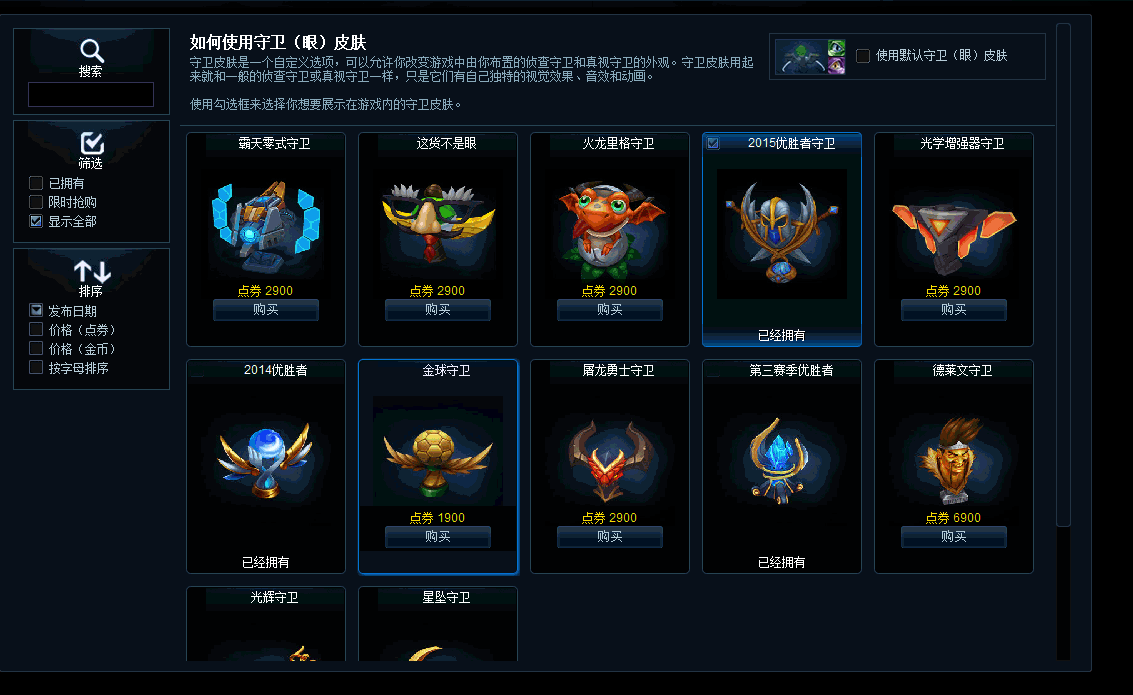 搜索
筛选
已拥有
限时抢购
显示全部
排序
发布日期
价格（点券）
价格（金币）
按字母排序
如何使用守卫（眼）皮肤
守卫皮肤是一个自定义选项，可以允许你改变游戏中由你布置的侦查守卫和真视守卫的外观。守卫皮肤用起
来就和一般的侦查守卫或真视守卫一样，只是它们有自己独特的视觉效果、音效和动画。
使用勾选框来选择你想要展示在游戏内的守卫皮肤。
使用默认守卫（眼）皮肤
霸天零式守卫
点券 2900
购买
这货不是眼
点券 2900
购买
火龙里格守卫
点券 2900
购买
2015优胜者守卫
已经拥有
光学增强器守卫
点券 2900
购买
2014优胜者
已经拥有
金球守卫
点券 1900
购买
屠龙勇士守卫
点券 2900
购买
第三赛季优胜者
已经拥有
德莱文守卫
点券 6900
购买
光辉守卫
星坠守卫